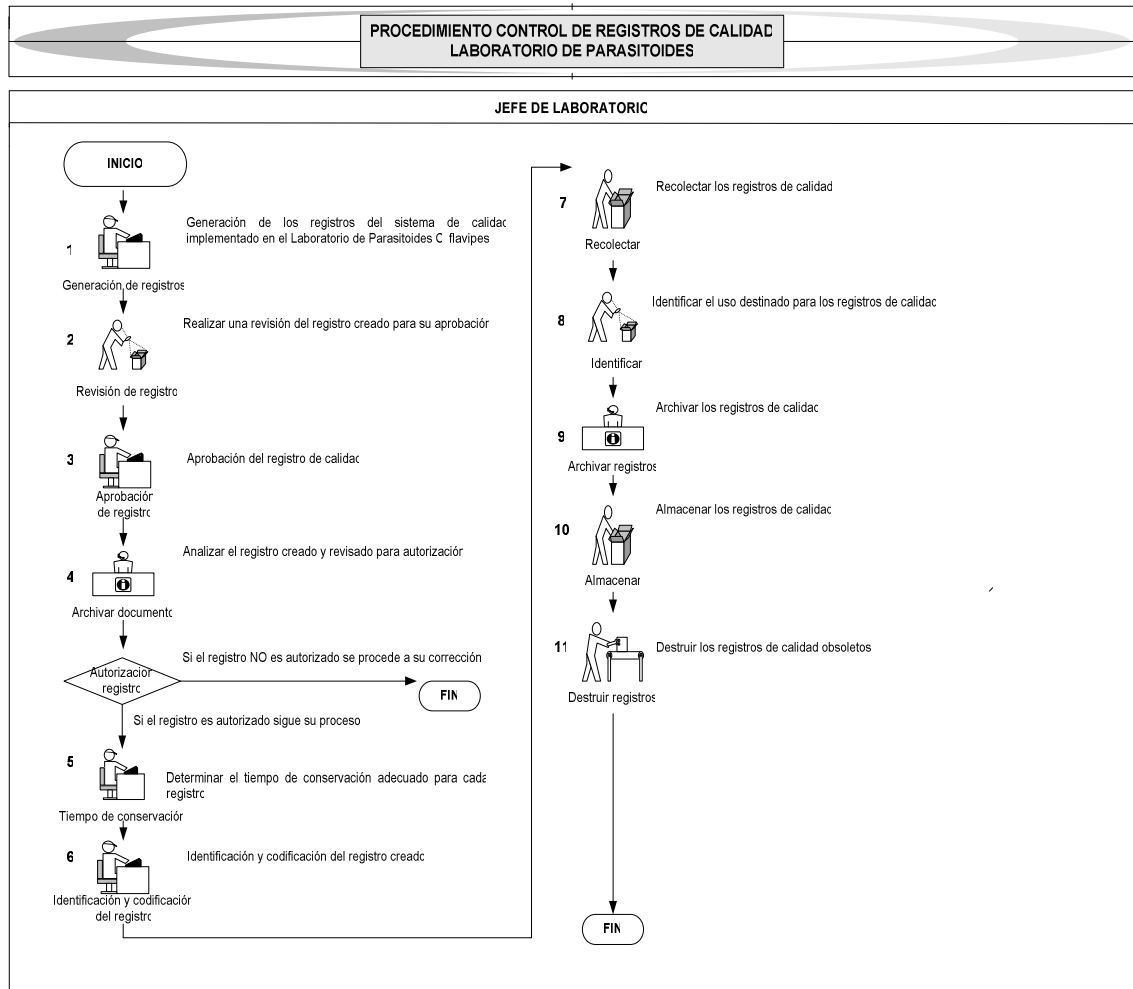 PROCEDIMIENTO CONTROL DE REGISTROS DE CALIDAD
LABORATORIO DE PARASITOIDES
JEFE DE LABORATORIO
INICIO
1
Generación de los registros del sistema de calidad
implementado en el Laboratorio de Parasitoides C flavipes
Generación de registros
2
Realizar una revisión del registro creado para su aprobación
Revisión de registro
3
Aprobación del registro de calidad
Aprobación
de registro
4
Analizar el registro creado y revisado para autorización
Archivar documento
Autorización
registro
Si el registro NO es autorizado se procede a su corrección
FIN
Si el registro es autorizado sigue su proceso
5
Determinar el tiempo de conservación adecuado para cada
registro
Tiempo de conservación
6
Identificación y codificación del registro creado
Identificación y codificación
del registro
7
Recolectar los registros de calidad
Recolectar
8
Identificar el uso destinado para los registros de calidad
Identificar
9
Archivar los registros de calidad
Archivar registros
10
Almacenar los registros de calidad
Almacenar
11
Destruir los registros de calidad obsoletos
Destruir registros
FIN